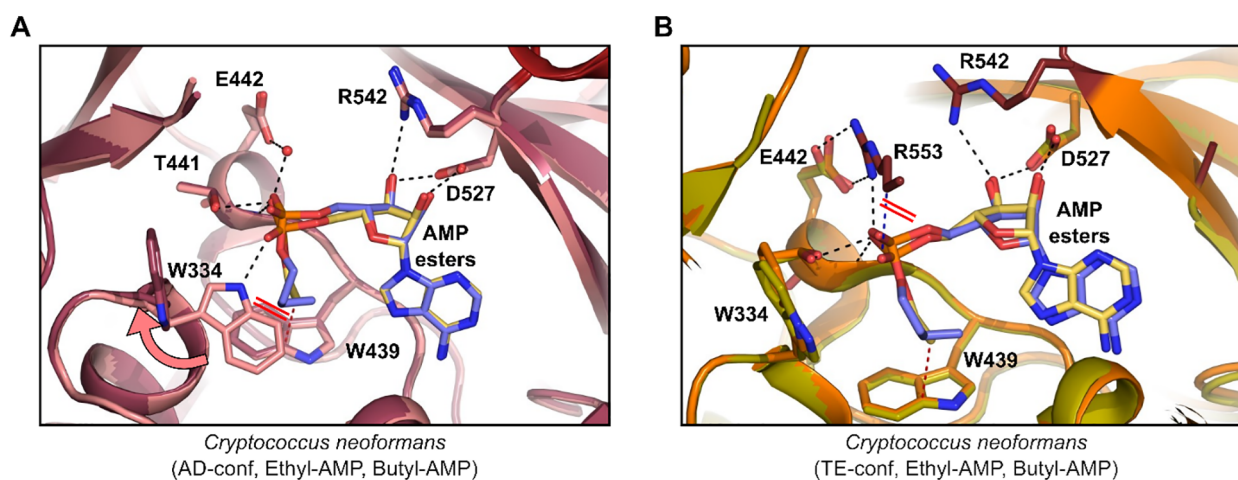 A
E442
R542
T441
D527
AMP
esters
W334
W439
Cryptococcus neoformans
(AD-conf, Ethyl-AMP, Butyl-AMP)
B
R542
E442
R553
D527
AMP
esters
W334
W439
Cryptococcus neoformans
(TE-conf, Ethyl-AMP, Butyl-AMP)